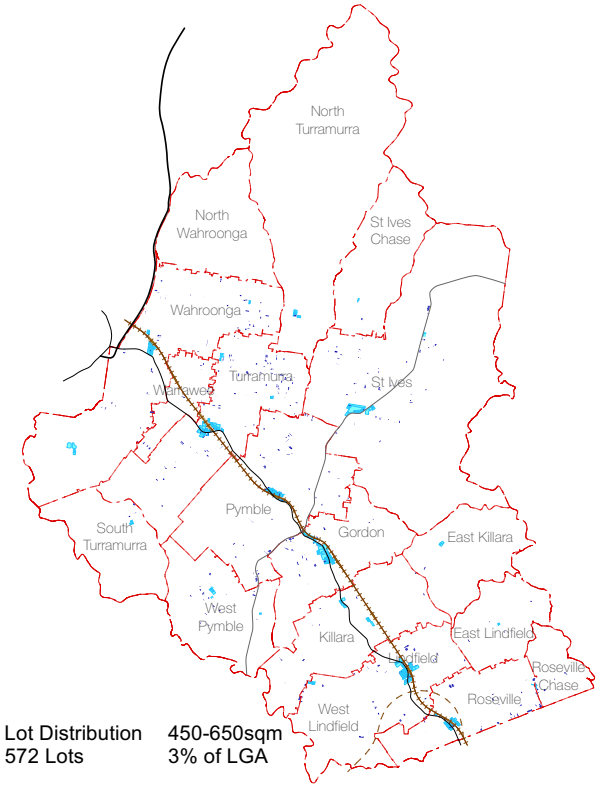 North
Turramurra
North
Wahroonga
St Ives
Chase
Wahroonga
Warrawee
Turramurra
St Ives
Pymble
Gordon
East Killara
South
Turramurra
West
Pymble
Killara
East Lindfield
Lindfield
Roseville
Chase
Roseville
West
Lindfield
Lot Distribution 450-650sqm
572 Lots 3% of LGA